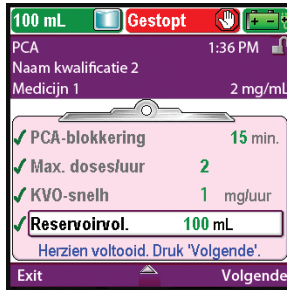 100 mL Gestopt
PCA 1:36 PM
Naam kwalificatie 2
Medicijn 1 2 mg/mL
PCA-blokkering 15 min.
Max. doses/uur 2
KVO-snelh 1 mg/uur
Reservoirvol. 100 mL
Herzien voltooid. Druk 'Volgende'.
Exit Volgende